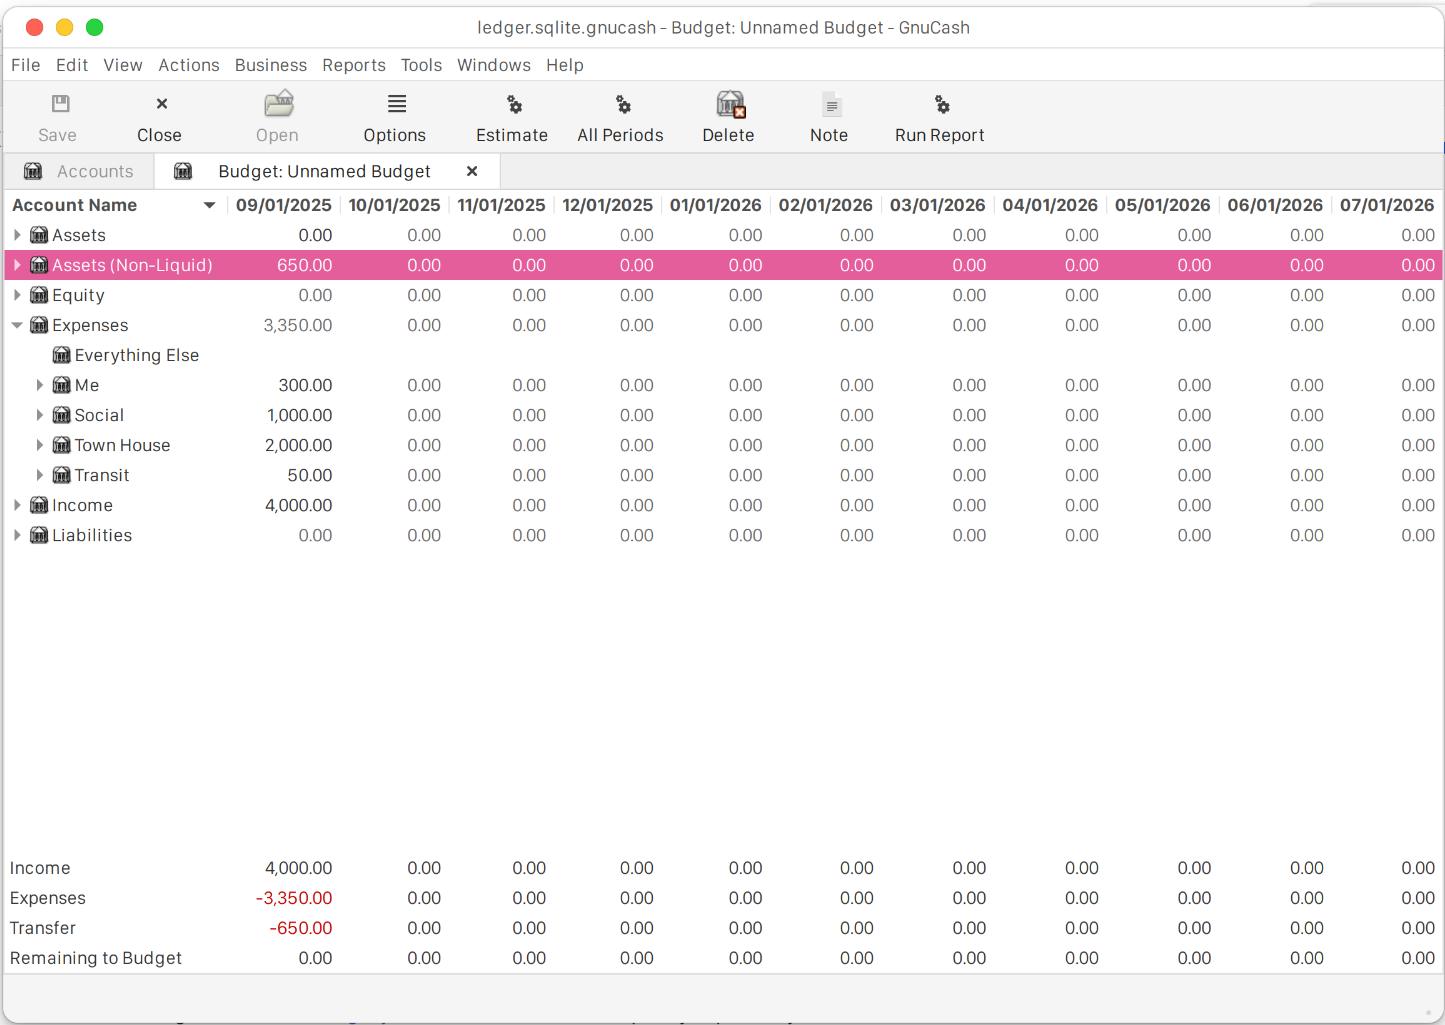 ledger.sqlite.gnucash - Budget: Unnamed Budget - GnuCash
File Edit View Actions Business Reports Tools Windows Help
Save Close Open Options Estimate All Periods Delete Note Run Report
Accounts Budget: Unnamed Budget
Account Name 09/01/2025 10/01/2025 11/01/2025 12/01/2025 01/01/2026 02/01/2026 03/01/2026 04/01/2026 05/01/2026 06/01/2026 07/01/2026
Assets 0.00 0.00 0.00 0.00 0.00 0.00 0.00 0.00 0.00 0.00 0.00
Assets (Non-Liquid) 650.00 0.00 0.00 0.00 0.00 0.00 0.00 0.00 0.00 0.00 0.00
Equity 0.00 0.00 0.00 0.00 0.00 0.00 0.00 0.00 0.00 0.00 0.00
Expenses 3,350.00 0.00 0.00 0.00 0.00 0.00 0.00 0.00 0.00 0.00 0.00
Everything Else
Me 300.00 0.00 0.00 0.00 0.00 0.00 0.00 0.00 0.00 0.00 0.00
Social 1,000.00 0.00 0.00 0.00 0.00 0.00 0.00 0.00 0.00 0.00 0.00
Town House 2,000.00 0.00 0.00 0.00 0.00 0.00 0.00 0.00 0.00 0.00 0.00
Transit 50.00 0.00 0.00 0.00 0.00 0.00 0.00 0.00 0.00 0.00 0.00
Income 4,000.00 0.00 0.00 0.00 0.00 0.00 0.00 0.00 0.00 0.00 0.00
Liabilities 0.00 0.00 0.00 0.00 0.00 0.00 0.00 0.00 0.00 0.00 0.00
Income 4,000.00 0.00 0.00 0.00 0.00 0.00 0.00 0.00 0.00 0.00 0.00
Expenses -3,350.00 0.00 0.00 0.00 0.00 0.00 0.00 0.00 0.00 0.00 0.00
Transfer -650.00 0.00 0.00 0.00 0.00 0.00 0.00 0.00 0.00 0.00 0.00
Remaining to Budget 0.00 0.00 0.00 0.00 0.00 0.00 0.00 0.00 0.00 0.00 0.00